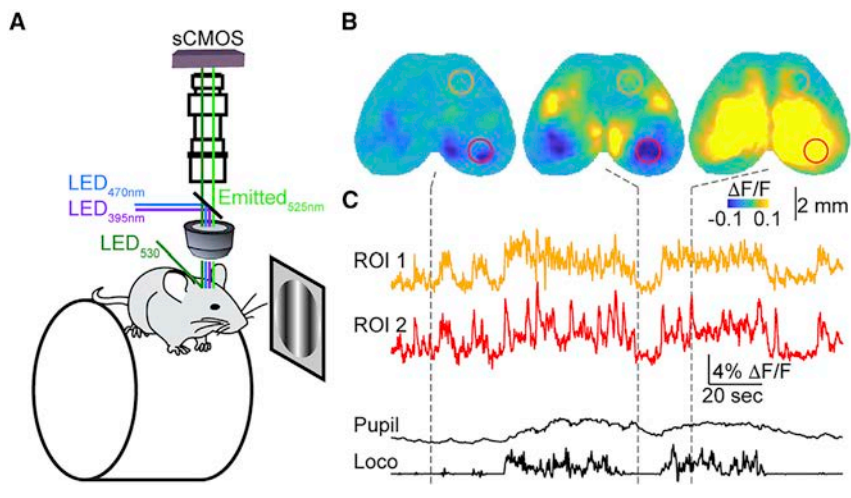 A
sCMOS
LED470nm
LED395nm
Emitted525nm
LED530
B
ΔF/F
-0.1 0.1
2 mm
C
ROI 1
ROI 2
4% ΔF/F
20 sec
Pupil
Loco